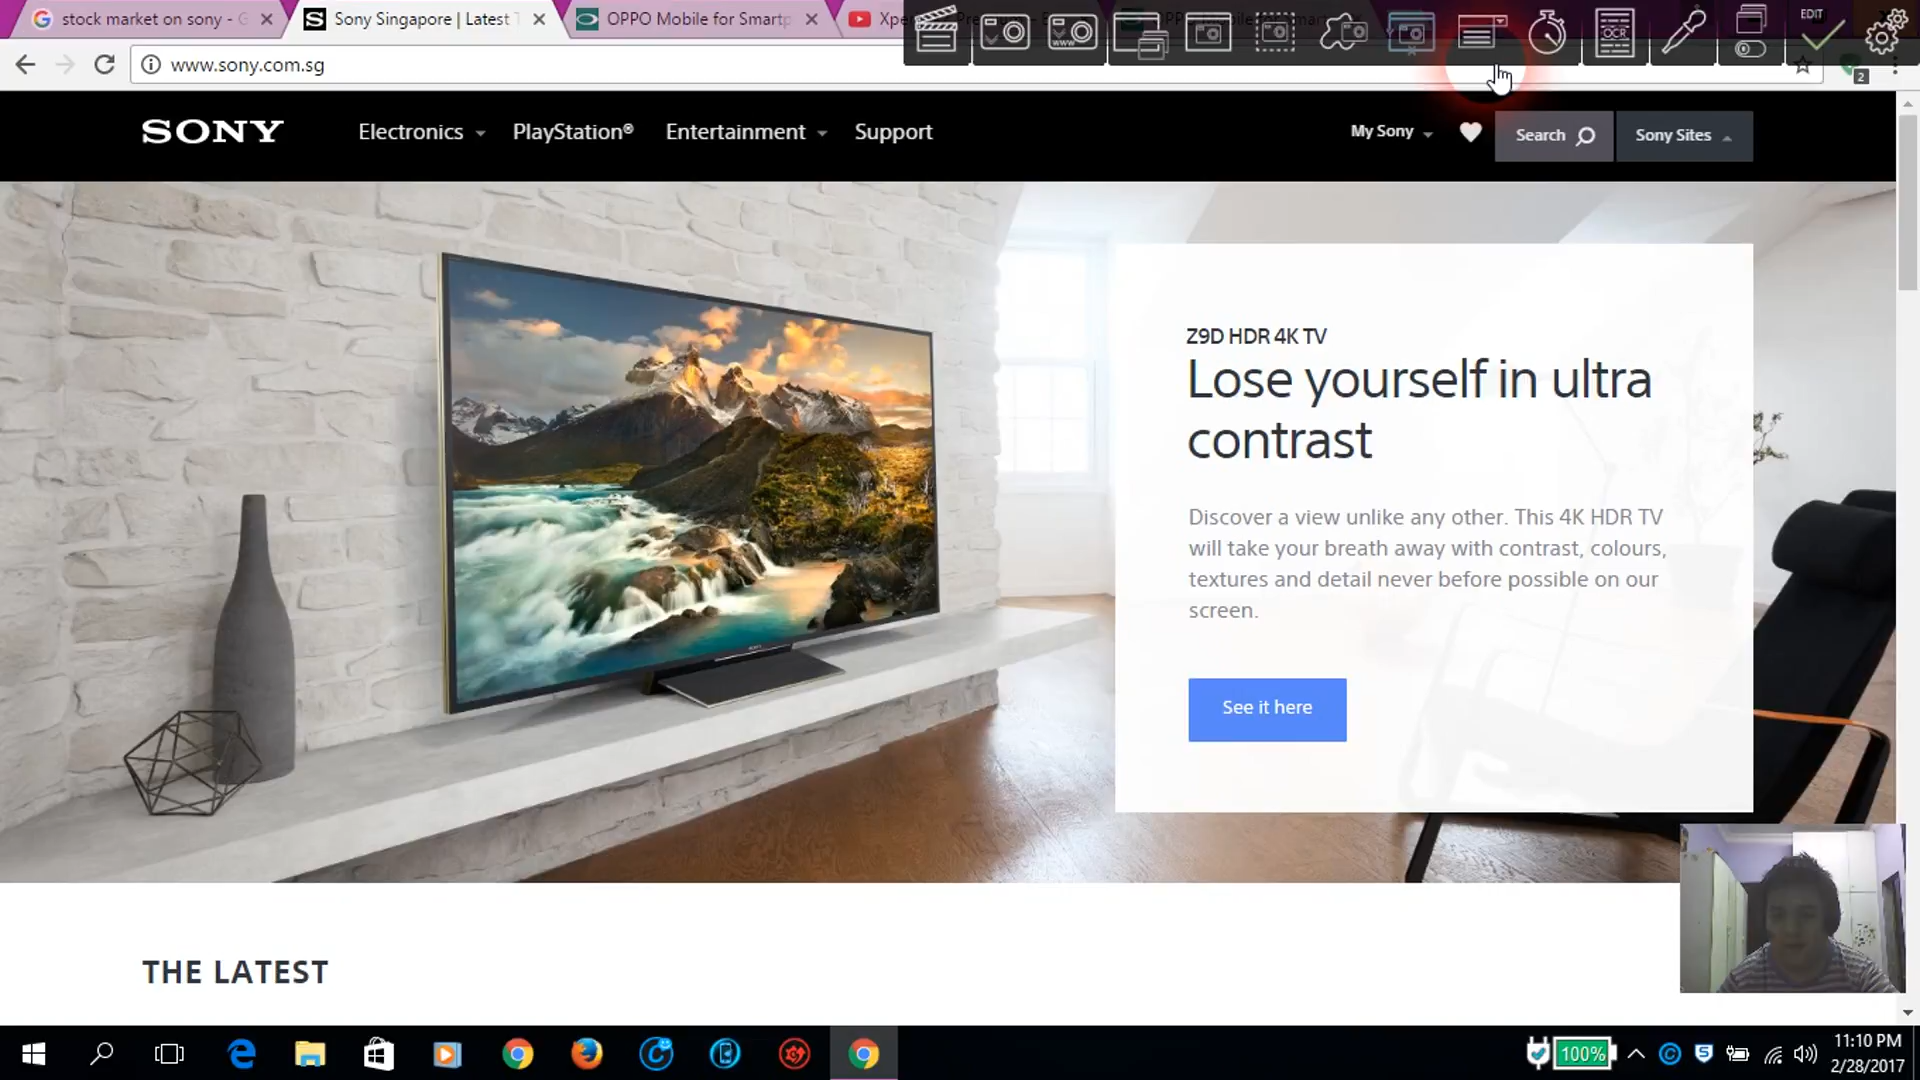 stock market on sony - G
Sony Singapore | Latest T
OPPO Mobile for Smartp
EDIT
www
OCR
www.sony.com.sg
2
SONY
Electronics
PlayStation®
Entertainment
Support
My Sony
Search
Sony Sites
Z9D HDR 4K TV
Lose yourself in ultra
contrast
Discover a view unlike any other. This 4K HDR TV
will take your breath away with contrast, colours,
textures and detail never before possible on our
screen.
See it here
THE LATEST
100%
11:10 PM
2/28/2017